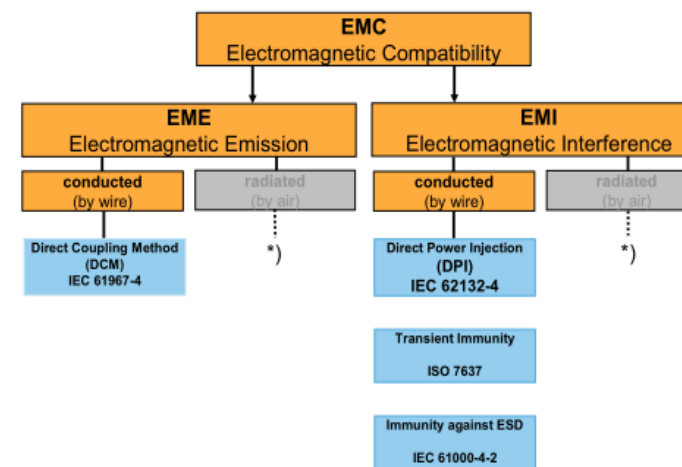 EMC
Electromagnetic Compatibility
EME
Electromagnetic Emission
EMI
Electromagnetic Interference
conducted
(by wire)
radiated
(by air)
conducted
(by wire)
radiated
(by air)
Direct Coupling Method
(DCM)
IEC 61967-4
*)
Direct Power Injection
(DPI)
IEC 62132-4
*)
Transient Immunity
ISO 7637
Immunity against ESD
IEC 61000-4-2